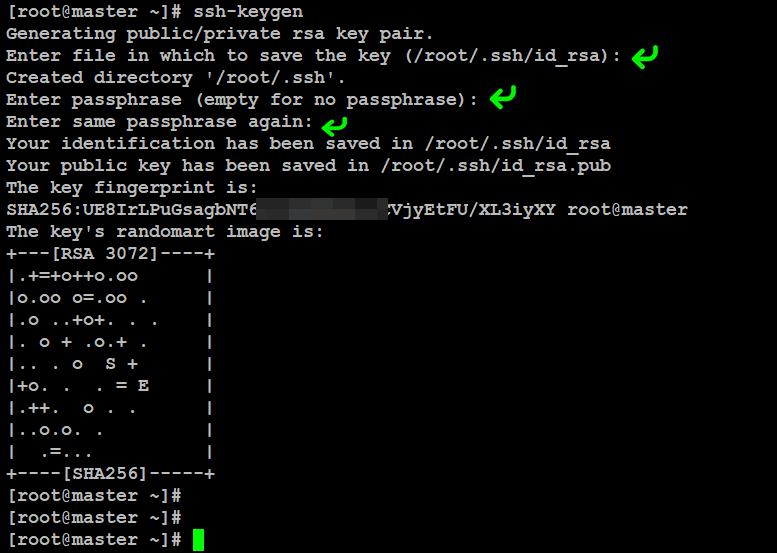 [root@master ~]# ssh-keygen
Generating public/private rsa key pair.
Enter file in which to save the key (/root/.ssh/id_rsa):
Created directory '/root/.ssh'.
Enter passphrase (empty for no passphrase):
Enter same passphrase again:
Your identification has been saved in /root/.ssh/id_rsa
Your public key has been saved in /root/.ssh/id_rsa.pub
The key fingerprint is:
SHA256:UE8IrLPuGsagbNT6 VjyEtFU/XL3iyXY root@master
The key's randomart image is:
+---[RSA 3072]----+
|.+=+o++o.oo      |
|o.oo o=.oo .     |
|.o ..+o+. . .    |
|. o + .o.+ .     |
|.. . o  S +      |
|+o. .  . = E     |
|.++.  o . .      |
|..o.o. .         |
|  .=...          |
+----[SHA256]-----+
[root@master ~]#
[root@master ~]#
[root@master ~]#